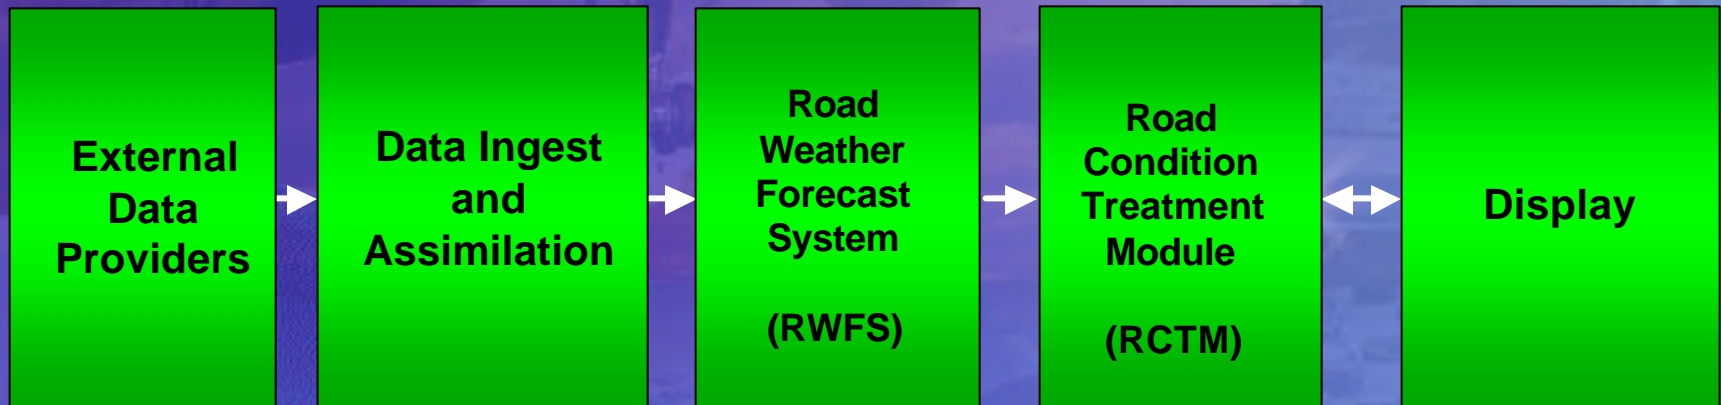 External
Data
Providers
Data Ingest
and
Assimilation
Road
Weather
Forecast
System
(RWFS)
Road
Condition
Treatment
Module
(RCTM)
Display